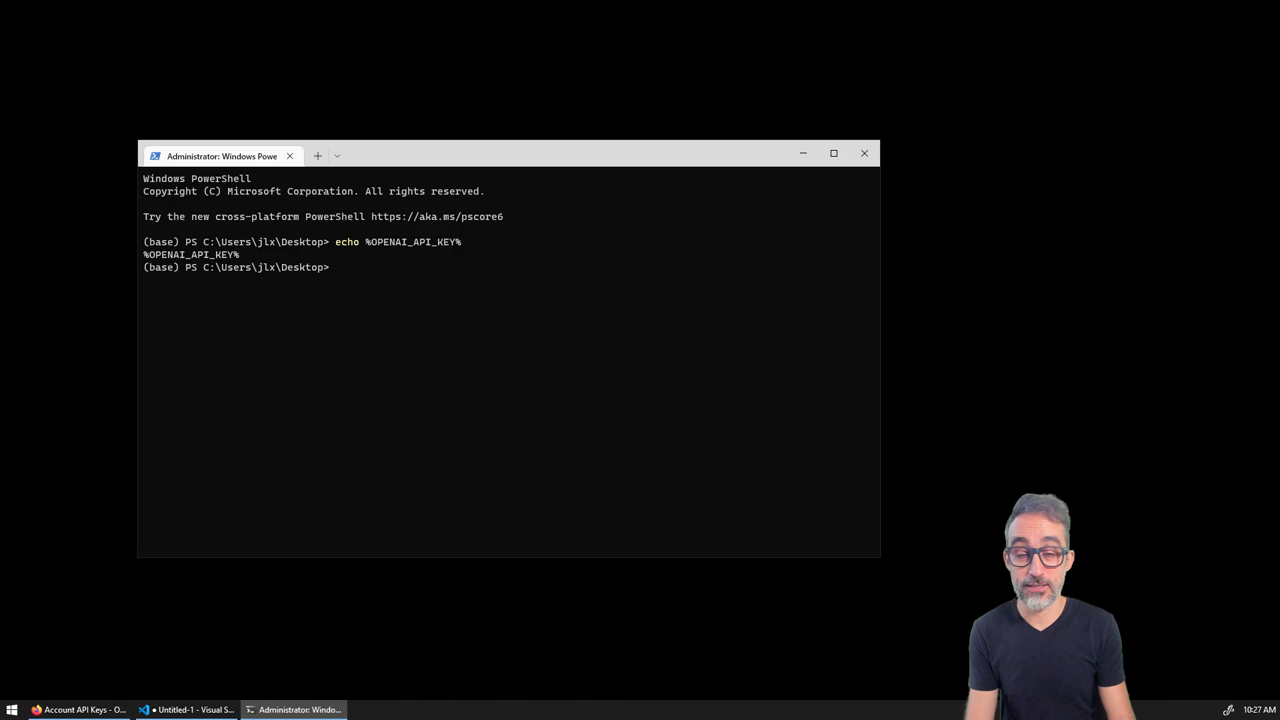 Administrator: Windows Powe
Windows PowerShell
Copyright (C) Microsoft Corporation. All rights reserved.
Try the new cross-platform PowerShell https://aka.ms/pscore6
(base) PS C:\Users\jlx\Desktop> echo %OPENAI_API_KEY%
%OPENAI_API_KEY%
(base) PS C:\Users\jlx\Desktop>
Account API Keys - O...
● Untitled-1 - Visual S...
Administrator: Windo...
10:27 AM